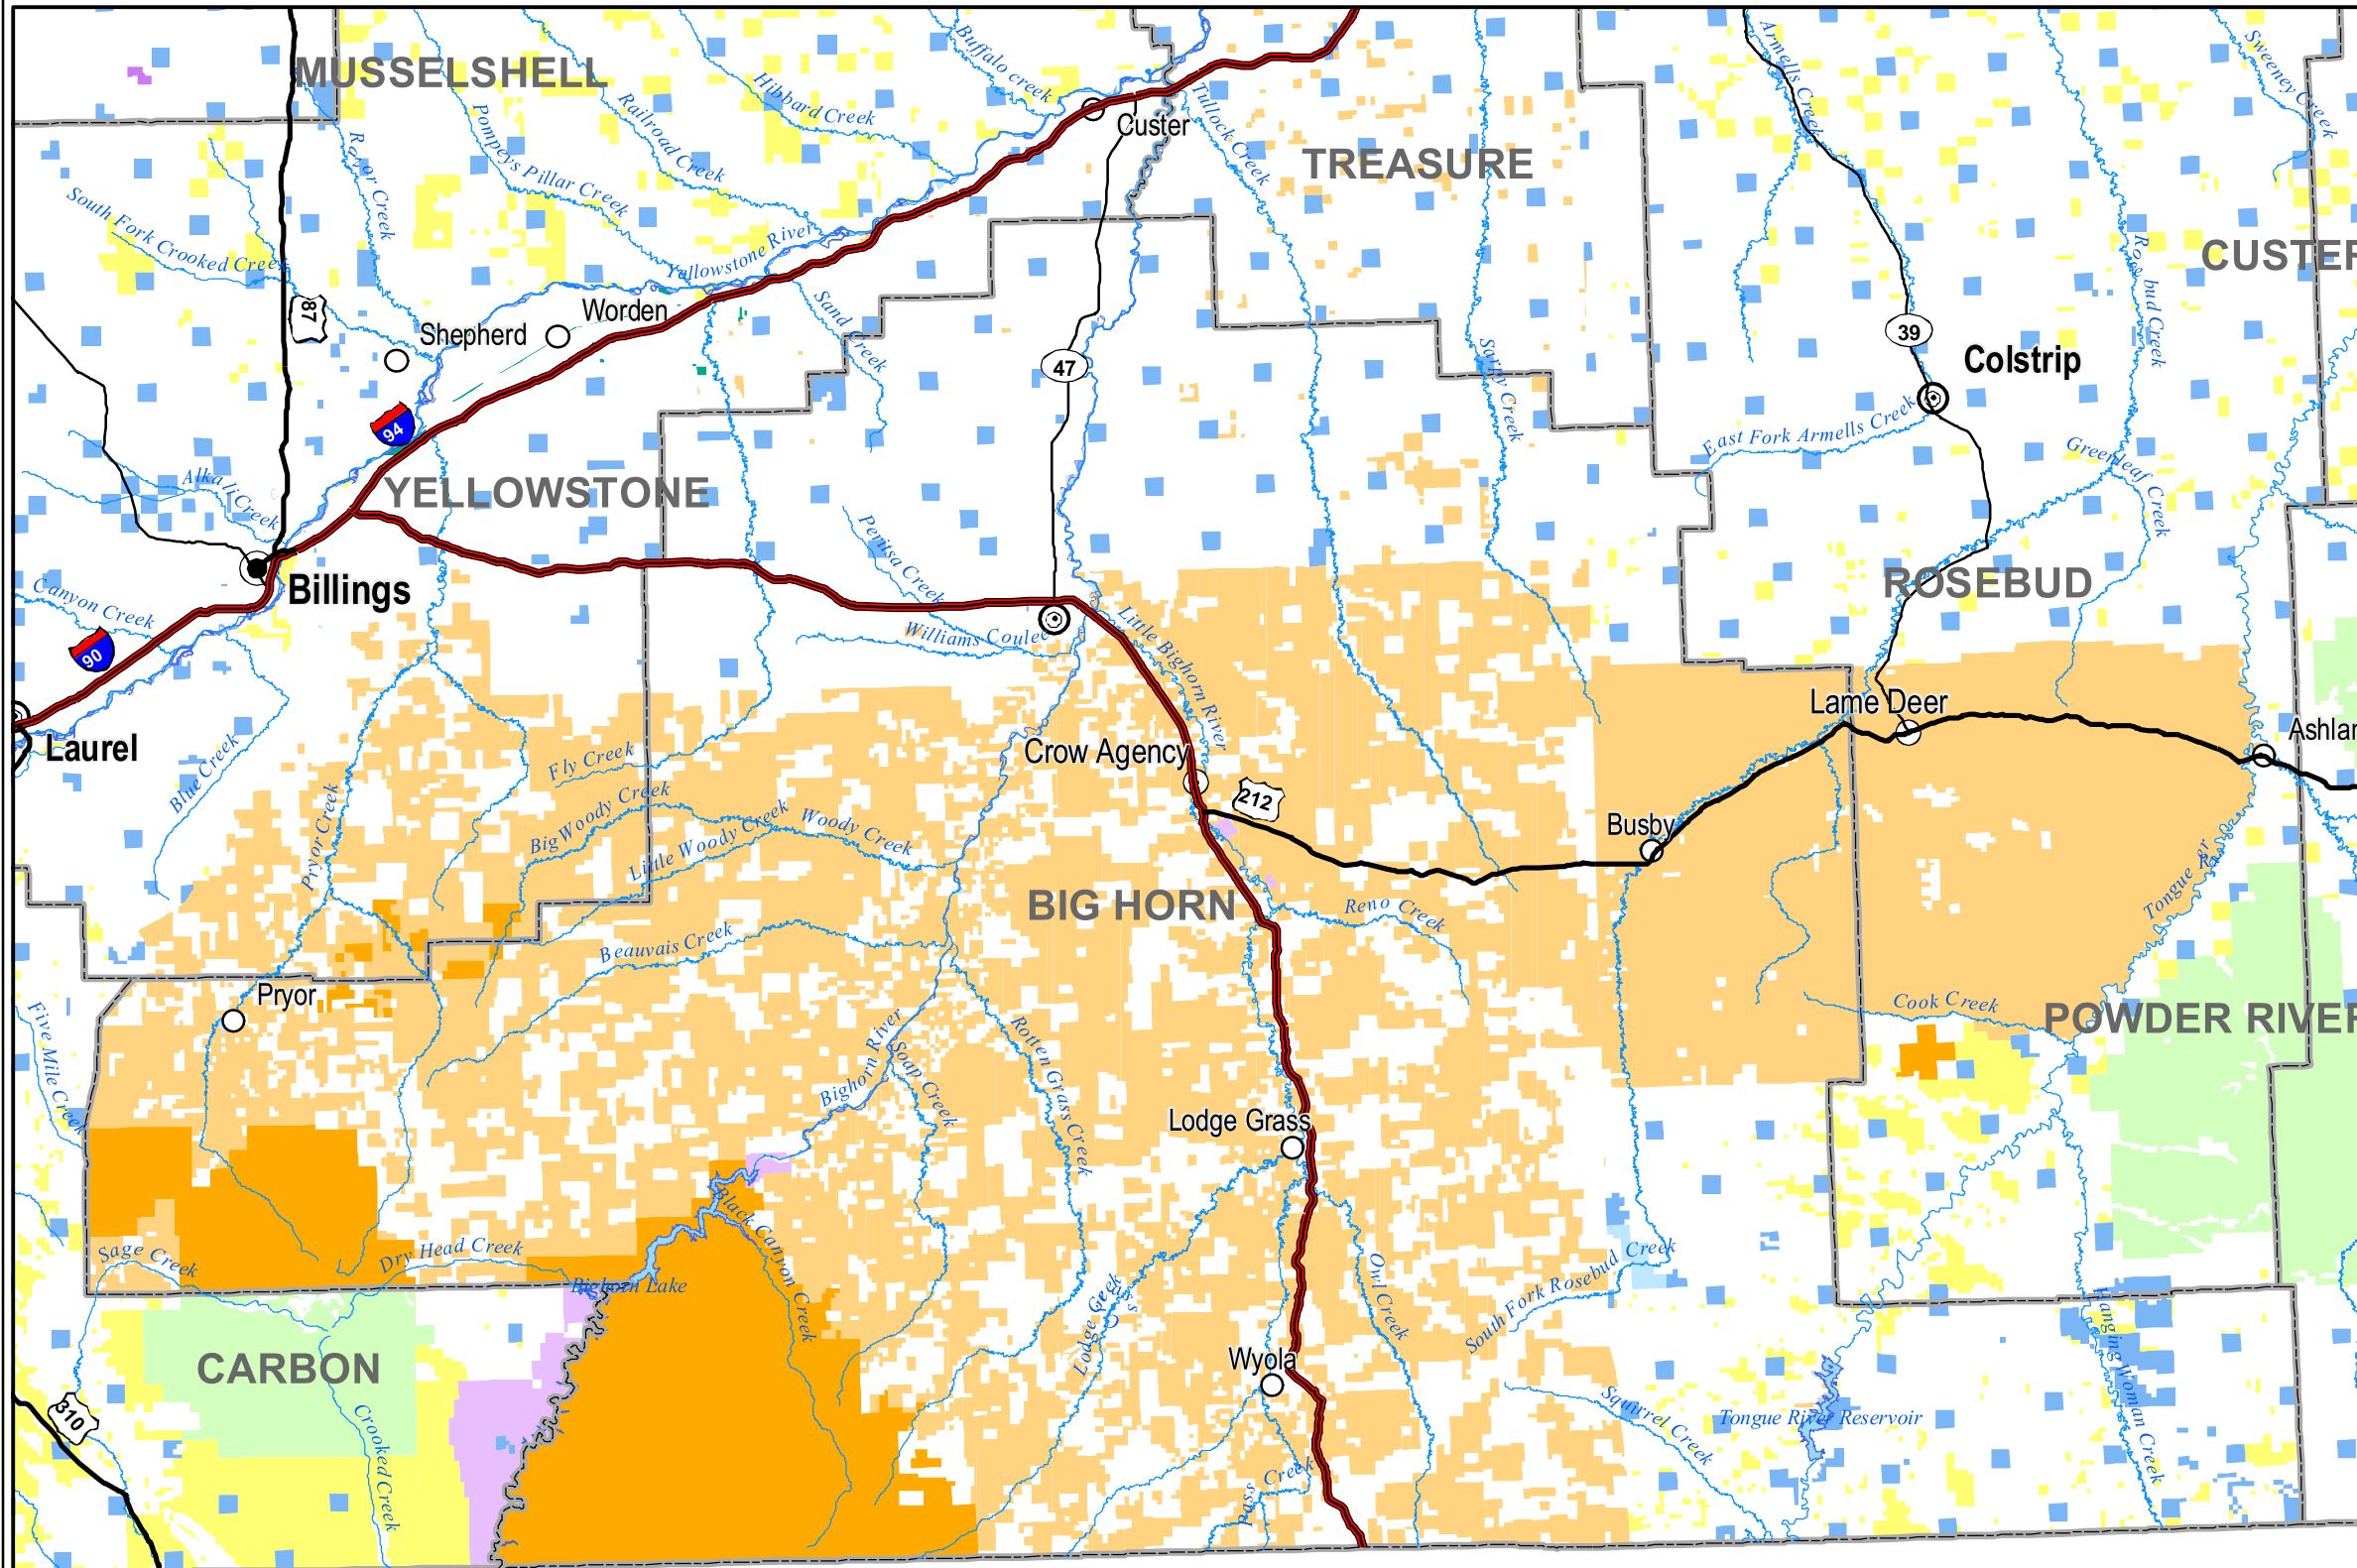 MUSSELSHELL
Buffalo creek
Armells Creek
Sweeney Creek
Hibbard Creek
Railroad Creek
Pompeys Pillar Creek
Razor Creek
Tullock Creek
Custer
TREASURE
South Fork Crooked Creek
Yellowstone River
CUSTER
Rosebud Creek
87
Worden
Shepherd
Sand Creek
47
39
Colstrip
Sarpy Creek
94
East Fork Armells Creek
Greenleaf Creek
Alkali Creek
YELLOWSTONE
Peritsa Creek
Billings
Canyon Creek
ROSEBUD
Williams Coulee
Little Bighorn River
90
Lame Deer
Laurel
Crow Agency
Ashlan
Fly Creek
Blue Creek
Big Woody Creek
212
Little Woody Creek
Woody Creek
Busby
Pryor Creek
Tongue River
BIG HORN
Reno Creek
Beauvais Creek
Pryor
Cook Creek
POWDER RIVER
Five Mile Creek
Bighorn River
Soap Creek
Rotten Grass Creek
Lodge Grass
Black Canyon Creek
Sage Creek
Dry Head Creek
Bighorn Lake
South Fork Rosebud Creek
Owl Creek
Lodge Grass Creek
Hanging Woman Creek
CARBON
Wyola
310
Squirrel Creek
Tongue River Reservoir
Crooked Creek
Pass Creek